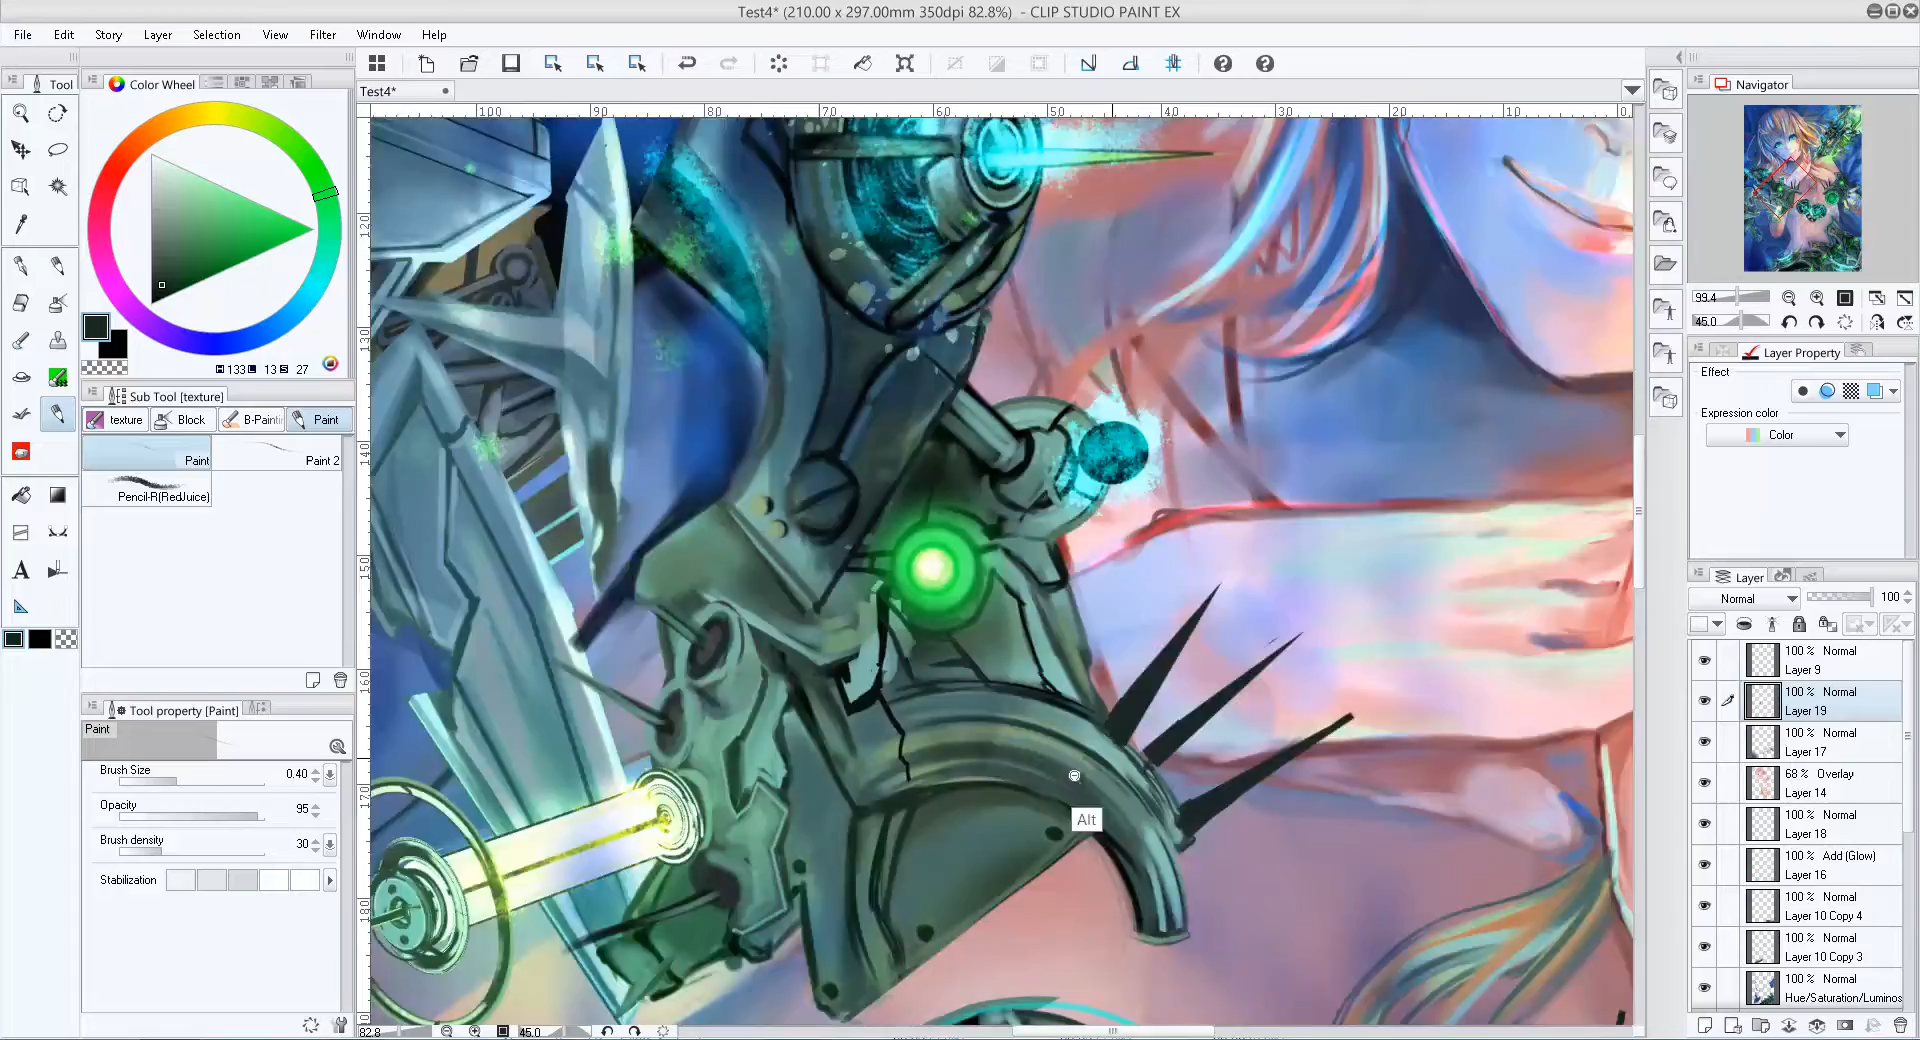 Test4* (210.00 x 297.00mm 350dpi 82.8%) - CLIP STUDIO PAINT EX
File Edit Story Layer Selection View Filter Window Help
Tool
Color Wheel
Test4*
Navigator
100 90 80 70 60 50 40 30 20 10 0
120
130
140
150
160
170
180
H 133 L 13 S 27
Sub Tool [texture]
texture Block B-Painti Paint
Paint
Paint 2
Pencil-R(RedJuice)
Tool property [Paint]
Paint
Brush Size 0.40
Opacity 95
Brush density 30
Stabilization
Alt
82.8 45.0
99.4
45.0
Layer Property
Effect
Expression color
Color
Layer
Normal 100
100 % Normal
Layer 9
100 % Normal
Layer 19
100 % Normal
Layer 17
68 % Overlay
Layer 14
100 % Normal
Layer 18
100 % Add (Glow)
Layer 16
100 % Normal
Layer 10 Copy 4
100 % Normal
Layer 10 Copy 3
100 % Normal
Hue/Saturation/Luminos